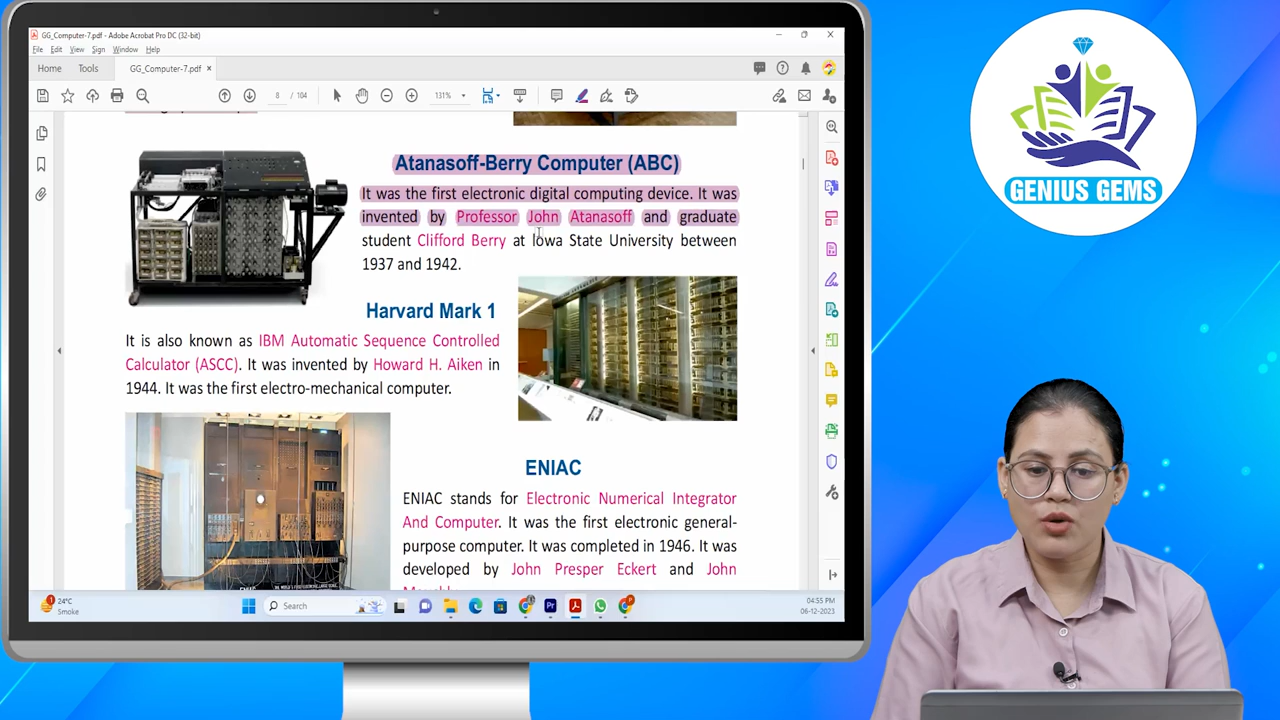 GG_Computer-7.pdf - Adobe Acrobat Pro DC (32-bit)
File Edit View Sign Window Help
Home Tools GG_Computer-7.pdf ×
8 / 104 131%
Atanasoff-Berry Computer (ABC)
It was the first electronic digital computing device. It was
invented by Professor John Atanasoff and graduate
student Clifford Berry at Iowa State University between
1937 and 1942.
Harvard Mark 1
It is also known as IBM Automatic Sequence Controlled
Calculator (ASCC). It was invented by Howard H. Aiken in
1944. It was the first electro-mechanical computer.
ENIAC
ENIAC stands for Electronic Numerical Integrator
And Computer. It was the first electronic general-
purpose computer. It was completed in 1946. It was
developed by John Presper Eckert and John
24°C
Smoke
Search
04:55 PM
06-12-2023
GENIUS GEMS